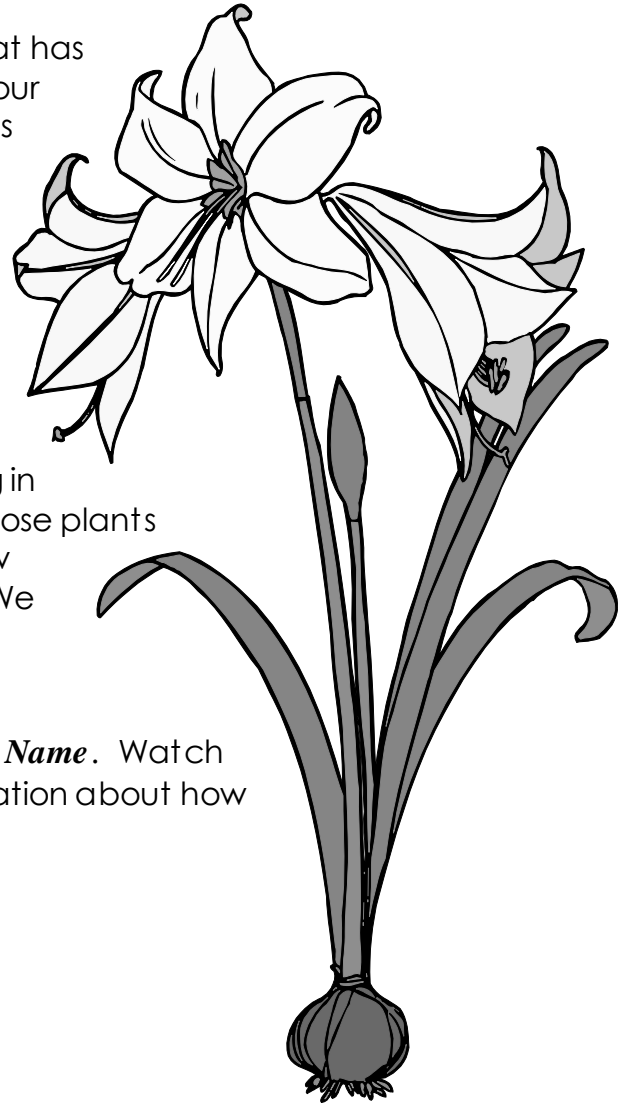 at has
our
s
g in
ose plants
w
We
Name. Watch
ation about how